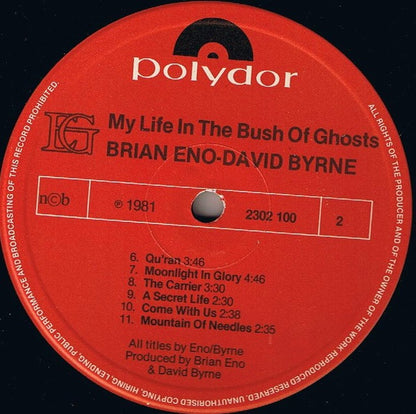 polydor
EG
My Life In The Bush Of Ghosts
BRIAN ENO-DAVID BYRNE
n©b
℗ 1981
2302 100
2
6. Qu'ran 3:46
7. Moonlight In Glory 4:46
8. The Carrier 3:30
9. A Secret Life 2:30
10. Come With Us 2:30
11. Mountain Of Needles 2:35
All titles by Eno/Byrne
Produced by Brian Eno
& David Byrne
ALL RIGHTS OF THE PRODUCER AND OF THE OWNER OF THE WORK REPRODUCED RESERVED. UNAUTHORISED COPYING, HIRING, LENDING, PUBLIC PERFORMANCE AND BROADCASTING OF THIS RECORD PROHIBITED.